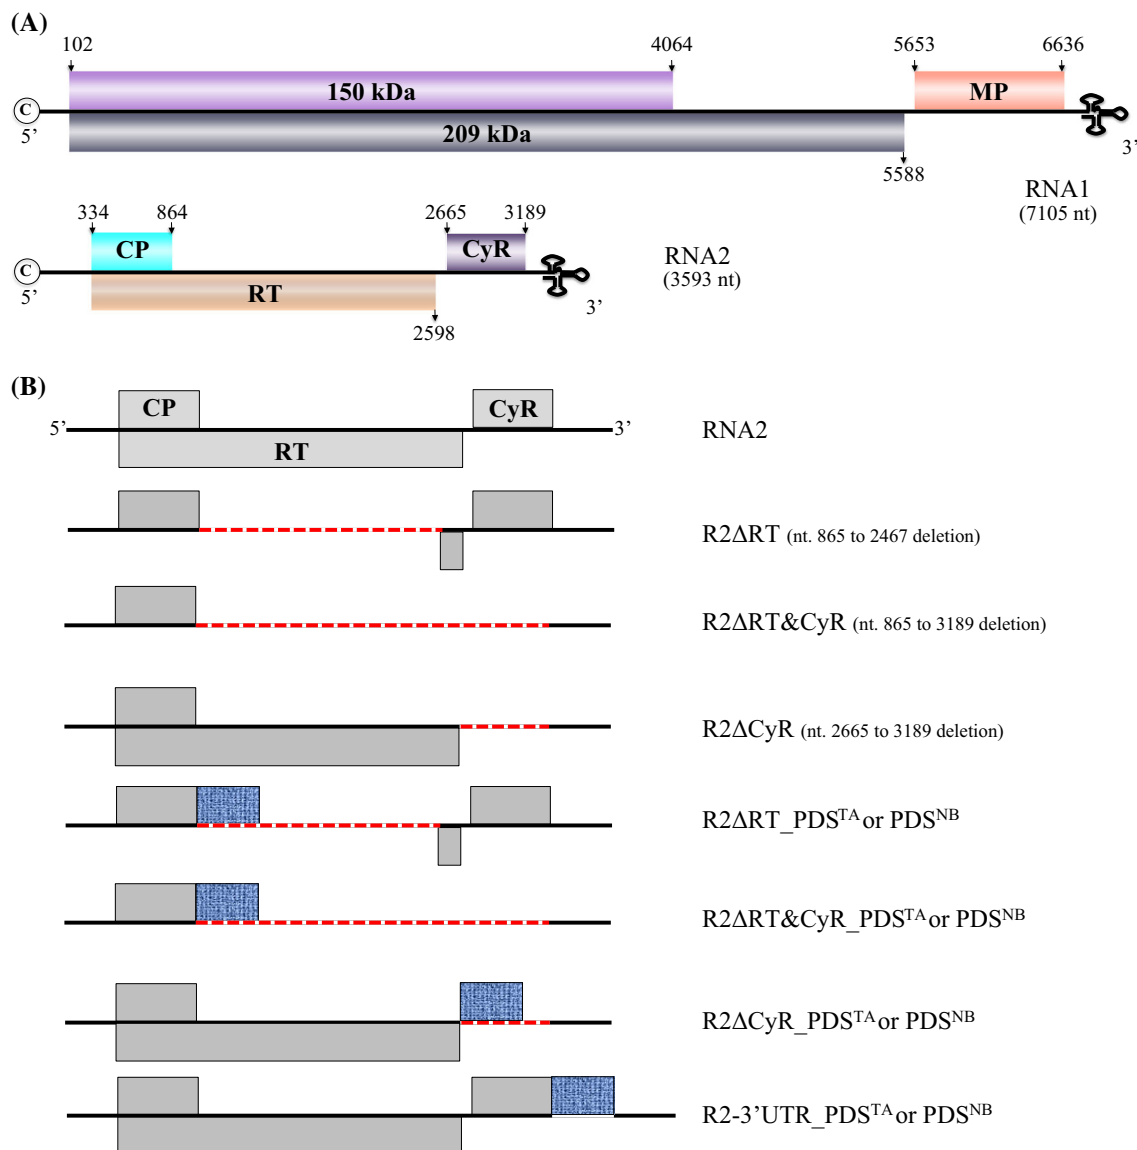 (A)
102 4064 5653 6636
150 kDa MP
C
5’ 209 kDa 3’
5588
RNA1
(7105 nt)
334 864 2665 3189
CP CyR
C
RNA2
(3593 nt)
5’ RT 3’
2598
(B)
CP CyR
5’ 3’ RNA2
RT
R2ΔRT (nt. 865 to 2467 deletion)
R2ΔRT&CyR (nt. 865 to 3189 deletion)
R2ΔCyR (nt. 2665 to 3189 deletion)
R2ΔRT_PDSTA or PDSNB
R2ΔRT&CyR_PDSTA or PDSNB
R2ΔCyR_PDSTA or PDSNB
R2-3’UTR_PDSTA or PDSNB